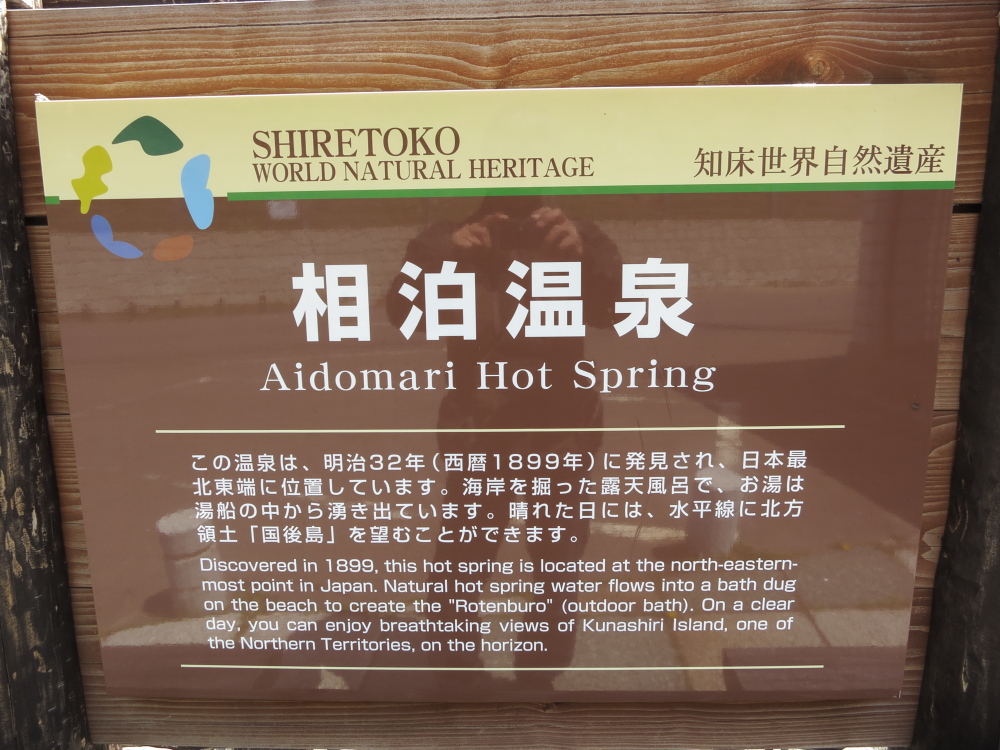 SHIRETOKO
WORLD NATURAL HERITAGE
知床世界自然遺産
相泊温泉
Aidomari Hot Spring
この温泉は、明治32年(西暦1899年)に発見され、日本最
北東端に位置しています。海岸を掘った露天風呂で、お湯は
湯船の中から湧き出ています。晴れた日には、水平線に北方
領土「国後島」を望むことができます。
Discovered in 1899, this hot spring is located at the north-eastern-
most point in Japan. Natural hot spring water flows into a bath dug
on the beach to create the "Rotenburo" (outdoor bath). On a clear
day, you can enjoy breathtaking views of Kunashiri Island, one of
the Northern Territories, on the horizon.